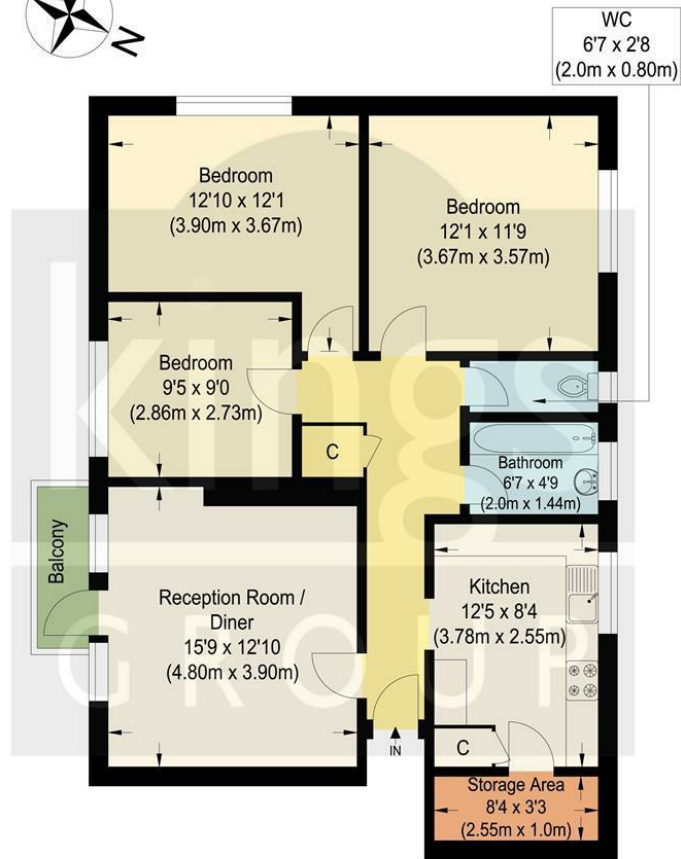 N
WC
6'7 x 2'8
(2.0m x 0.80m)
Bedroom
12'10 x 12'1
(3.90m x 3.67m)
Bedroom
12'1 x 11'9
(3.67m x 3.57m)
Bedroom
9'5 x 9'0
(2.86m x 2.73m)
C
Bathroom
6'7 x 4'9
(2.0m x 1.44m)
Balcony
Reception Room /
Diner
15'9 x 12'10
(4.80m x 3.90m)
Kitchen
12'5 x 8'4
(3.78m x 2.55m)
IN
C
Storage Area
8'4 x 3'3
(2.55m x 1.0m)
kings
GROUP